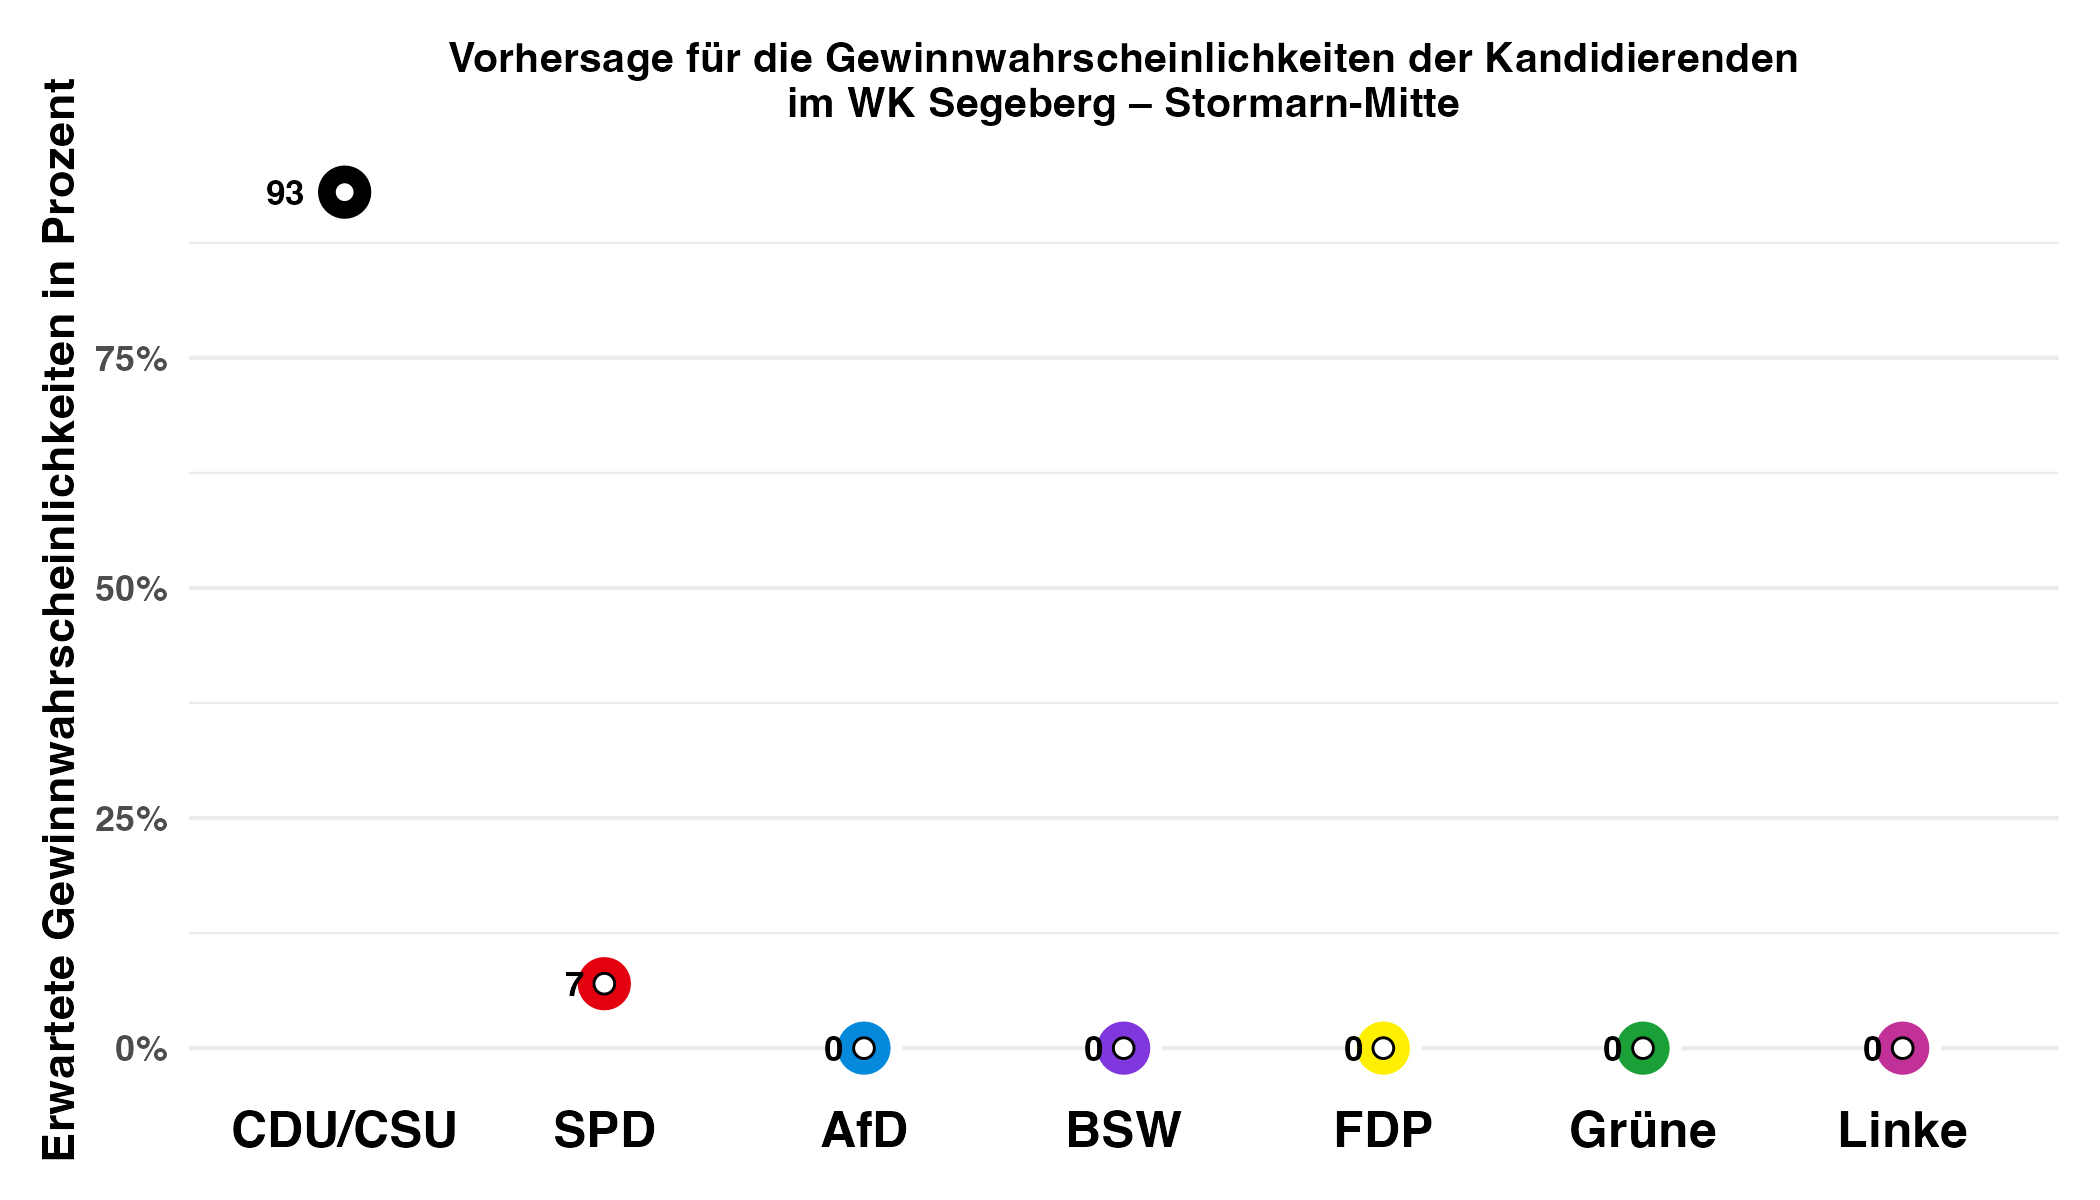 Vorhersage für die Gewinnwahrscheinlichkeiten der Kandidierenden
im WK Segeberg – Stormarn-Mitte
Erwartete Gewinnwahrscheinlichkeiten in Prozent
93
75%
50%
25%
7
0%
0
0
0
0
0
CDU/CSU
SPD
AfD
BSW
FDP
Grüne
Linke